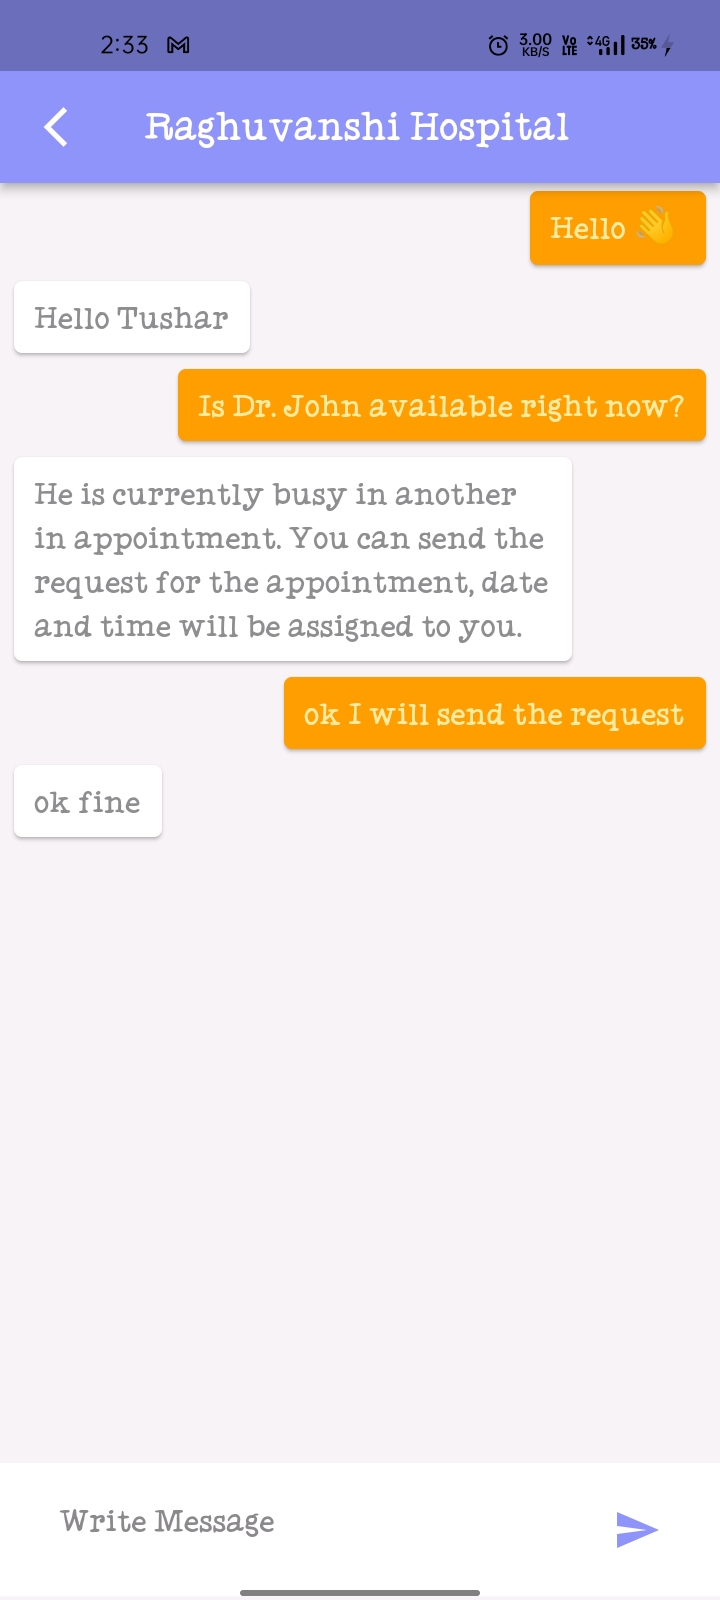 2:33
3.00
KB/S
Vo
LTE
4G
35%
Raghuvanshi Hospital
Hello 👋
Hello Tushar
Is Dr. John available right now?
He is currently busy in another
in appointment. You can send the
request for the appointment, date
and time will be assigned to you.
ok I will send the request
ok fine
Write Message